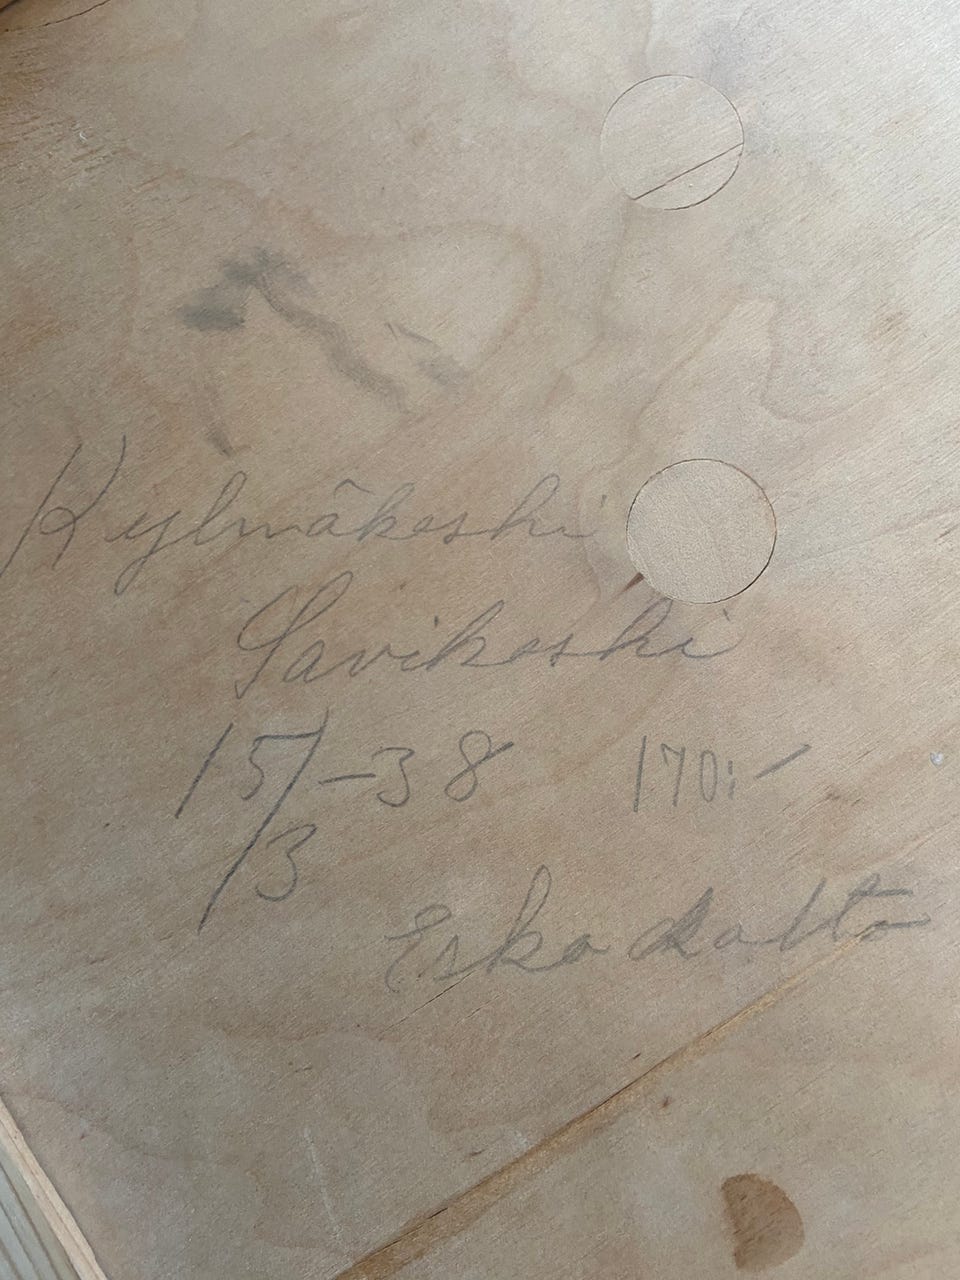 Kylmäkoski
Savikoski
15/3 -38 170:-
Esko Aalto